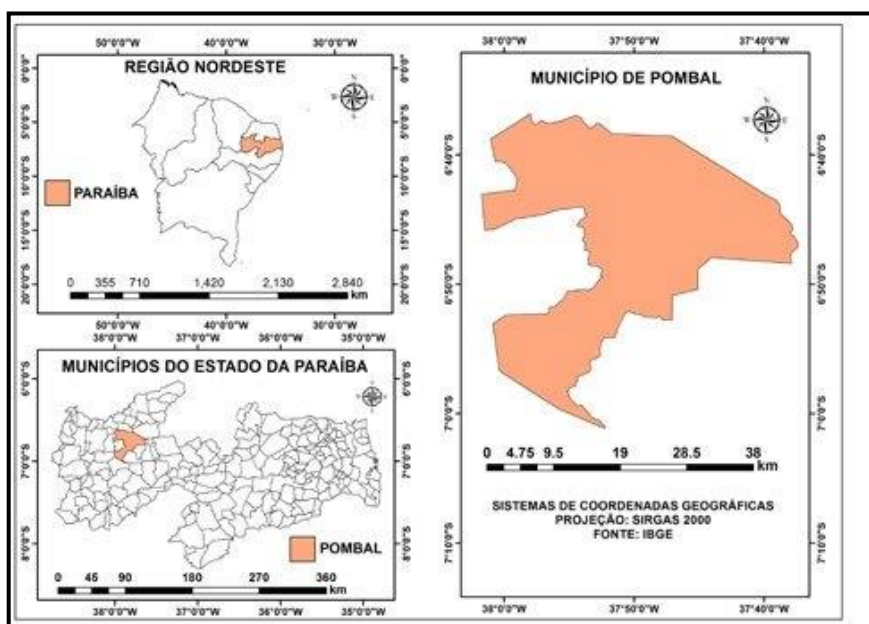 50°0'0"W 40°0'0"W 30°0'0"W
REGIÃO NORDESTE
N
0°0'0"
5°0'0"S
10°0'0"S
15°0'0"S
20°0'0"S
PARAÍBA
0 355 710 1,420 2,130 2,840
km
50°0'0"W 40°0'0"W 30°0'0"W
38°0'0"W 37°0'0"W 36°0'0"W 35°0'0"W
MUNICÍPIOS DO ESTADO DA PARAÍBA
6°0'0"S
7°0'0"S
8°0'0"S
POMBAL
0 45 90 180 270 360
km
38°0'0"W 37°0'0"W 36°0'0"W 35°0'0"W
38°0'0"W 37°50'0"W 37°40'0"W
MUNICÍPIO DE POMBAL
N
6°40'0"S
6°50'0"S
7°0'0"S
7°10'0"S
0 4.75 9.5 19 28.5 38
km
SISTEMAS DE COORDENADAS GEOGRÁFICAS
PROJEÇÃO: SIRGAS 2000
FONTE: IBGE
38°0'0"W 37°50'0"W 37°40'0"W